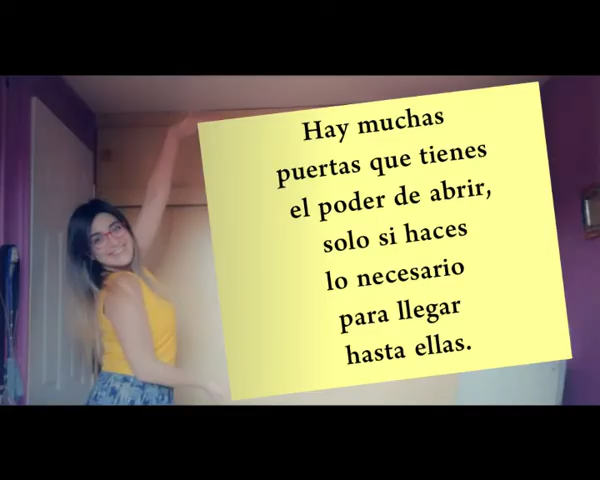 Hay muchas
puertas que tienes
el poder de abrir,
solo si haces
lo necesario
para llegar
hasta ellas.